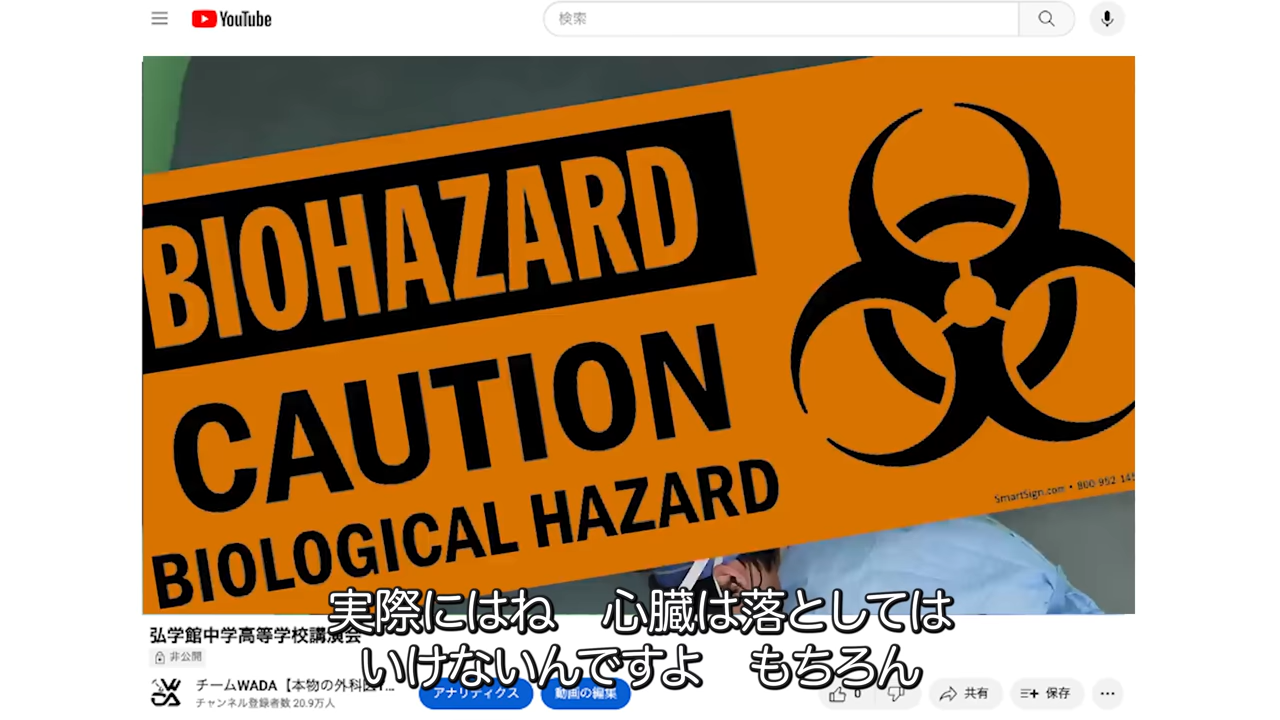 YouTube
検索
BIOHAZARD
CAUTION
BIOLOGICAL HAZARD
SmartSign.com • 800-952-145
実際にはね 心臓は落としては
いけないんですよ もちろん
弘学館中学高等学校講演会
非公開
チームWADA【本物の外科医
チャンネル登録者数 20.9万人
アナリティクス
動画の編集
0
共有
保存